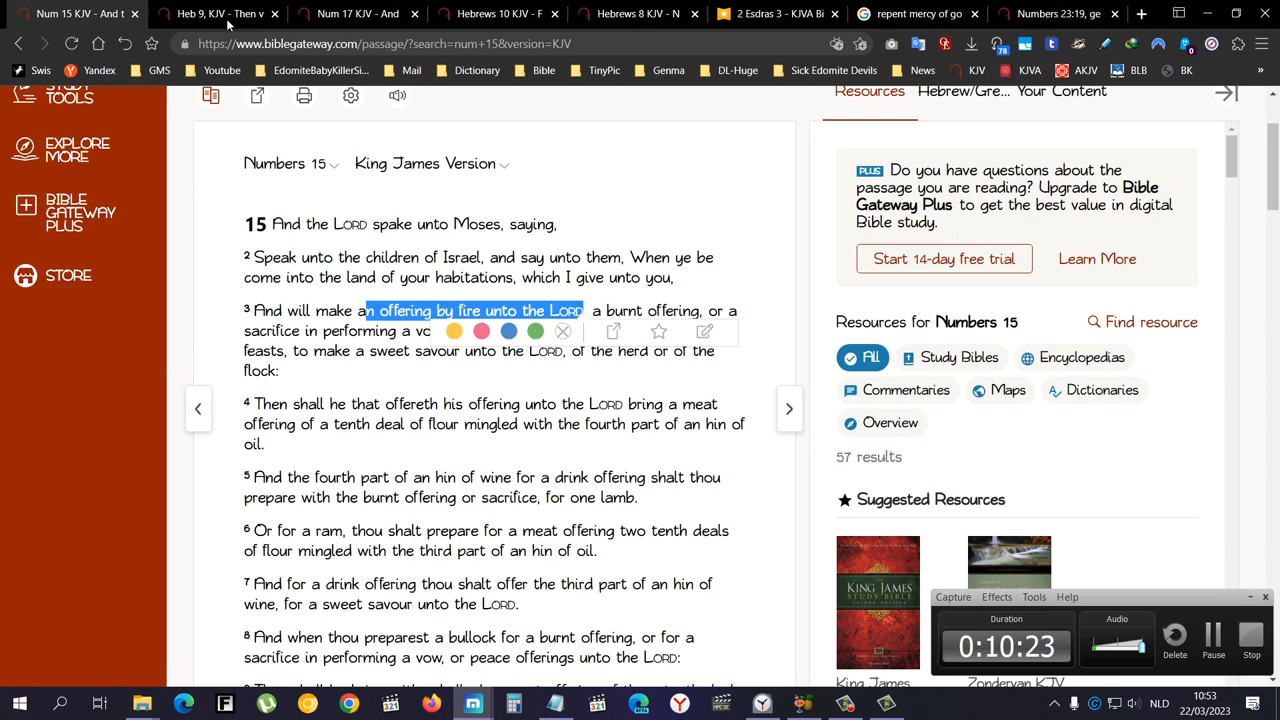 Num 15 KJV - And t
Heb 9, KJV - Then v
Num 17 KJV - And
Hebrews 10 KJV - F
Hebrews 8 KJV - N
2 Esdras 3 - KJVA Bi
repent mercy of go
Numbers 23:19, g
https://www.biblegateway.com/passage/?search=num+15&version=KJV
78
0
Swis
Yandex
GMS
Youtube
EdomiteBabyKillerSi...
Mail
Dictionary
Bible
TinyPic
Genma
DL-Huge
Sick Edomite Devils
News
KJV
KJVA
AKJV
BLB
BK
STUDY
TOOLS
EXPLORE
MORE
BIBLE
GATEWAY
PLUS
STORE
Numbers 15
King James Version
15 And the LORD spake unto Moses, saying,
2 Speak unto the children of Israel, and say unto them, When ye be
come into the land of your habitations, which I give unto you,
3 And will make an offering by fire unto the LORD, a burnt offering, or a
sacrifice in performing a vo
feasts, to make a sweet savour unto the LORD, of the herd or of the
flock:
4 Then shall he that offereth his offering unto the LORD bring a meat
offering of a tenth deal of flour mingled with the fourth part of an hin of
oil.
5 And the fourth part of an hin of wine for a drink offering shalt thou
prepare with the burnt offering or sacrifice, for one lamb.
6 Or for a ram, thou shalt prepare for a meat offering two tenth deals
of flour mingled with the third part of an hin of oil.
7 And for a drink offering thou shalt offer the third part of an hin of
wine, for a sweet savour unto the LORD.
8 And when thou preparest a bullock for a burnt offering, or for a
sacrifice in performing a vow, or peace offerings unto the LORD:
Resources
Hebrew/Gre...
Your Content
PLUS Do you have questions about the
passage you are reading? Upgrade to Bible
Gateway Plus to get the best value in digital
Bible study.
Start 14-day free trial
Learn More
Resources for Numbers 15
Find resource
All
Study Bibles
Encyclopedias
Commentaries
Maps
Dictionaries
Overview
57 results
Suggested Resources
KING JAMES
STUDY BIBLE
King James
Zondervan KJV
Capture
Effects
Tools
Help
Duration
0:10:23
Audio
Delete
Pause
Stop
321
321
BETA
NLD
10:53
22/03/2023